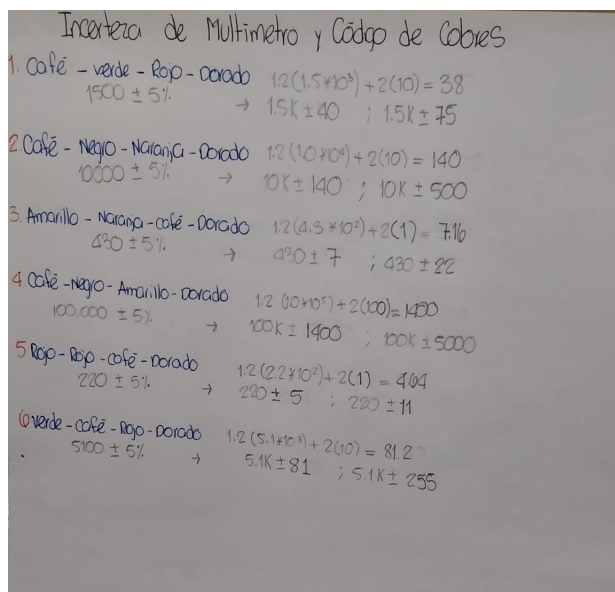 Incerteza de Multimetro y Código de Colores
1. Café - verde - Rojo - Dorado 1.2(1.5*10³)+2(10) = 38
1500 ± 5% → 1.5K ± 40 ; 1.5K ± 75
2. Café - Negro - Naranja - Dorado 1.2(1.0*10⁴)+2(10) = 140
10000 ± 5% → 10K ± 140 ; 10K ± 500
3. Amarillo - Naranja - café - Dorado 1.2(4.3*10²)+2(1) = 7.16
430 ± 5% → 430 ± 7 ; 430 ± 22
4. Café - Negro - Amarillo - Dorado 1.2 (10*10⁵)+2(100) = 1400
100.000 ± 5% → 100K ± 1400 ; 100K ± 5000
5 Rojo - Rojo - café - Dorado 1.2(2.2*10²)+2(1) = 4.64
220 ± 5% → 220 ± 5 ; 220 ± 11
6 verde - café - Rojo - Dorado 1.2(5.1*10³)+2(10) = 81.2
5100 ± 5% → 5.1K ± 81 ; 5.1K ± 255